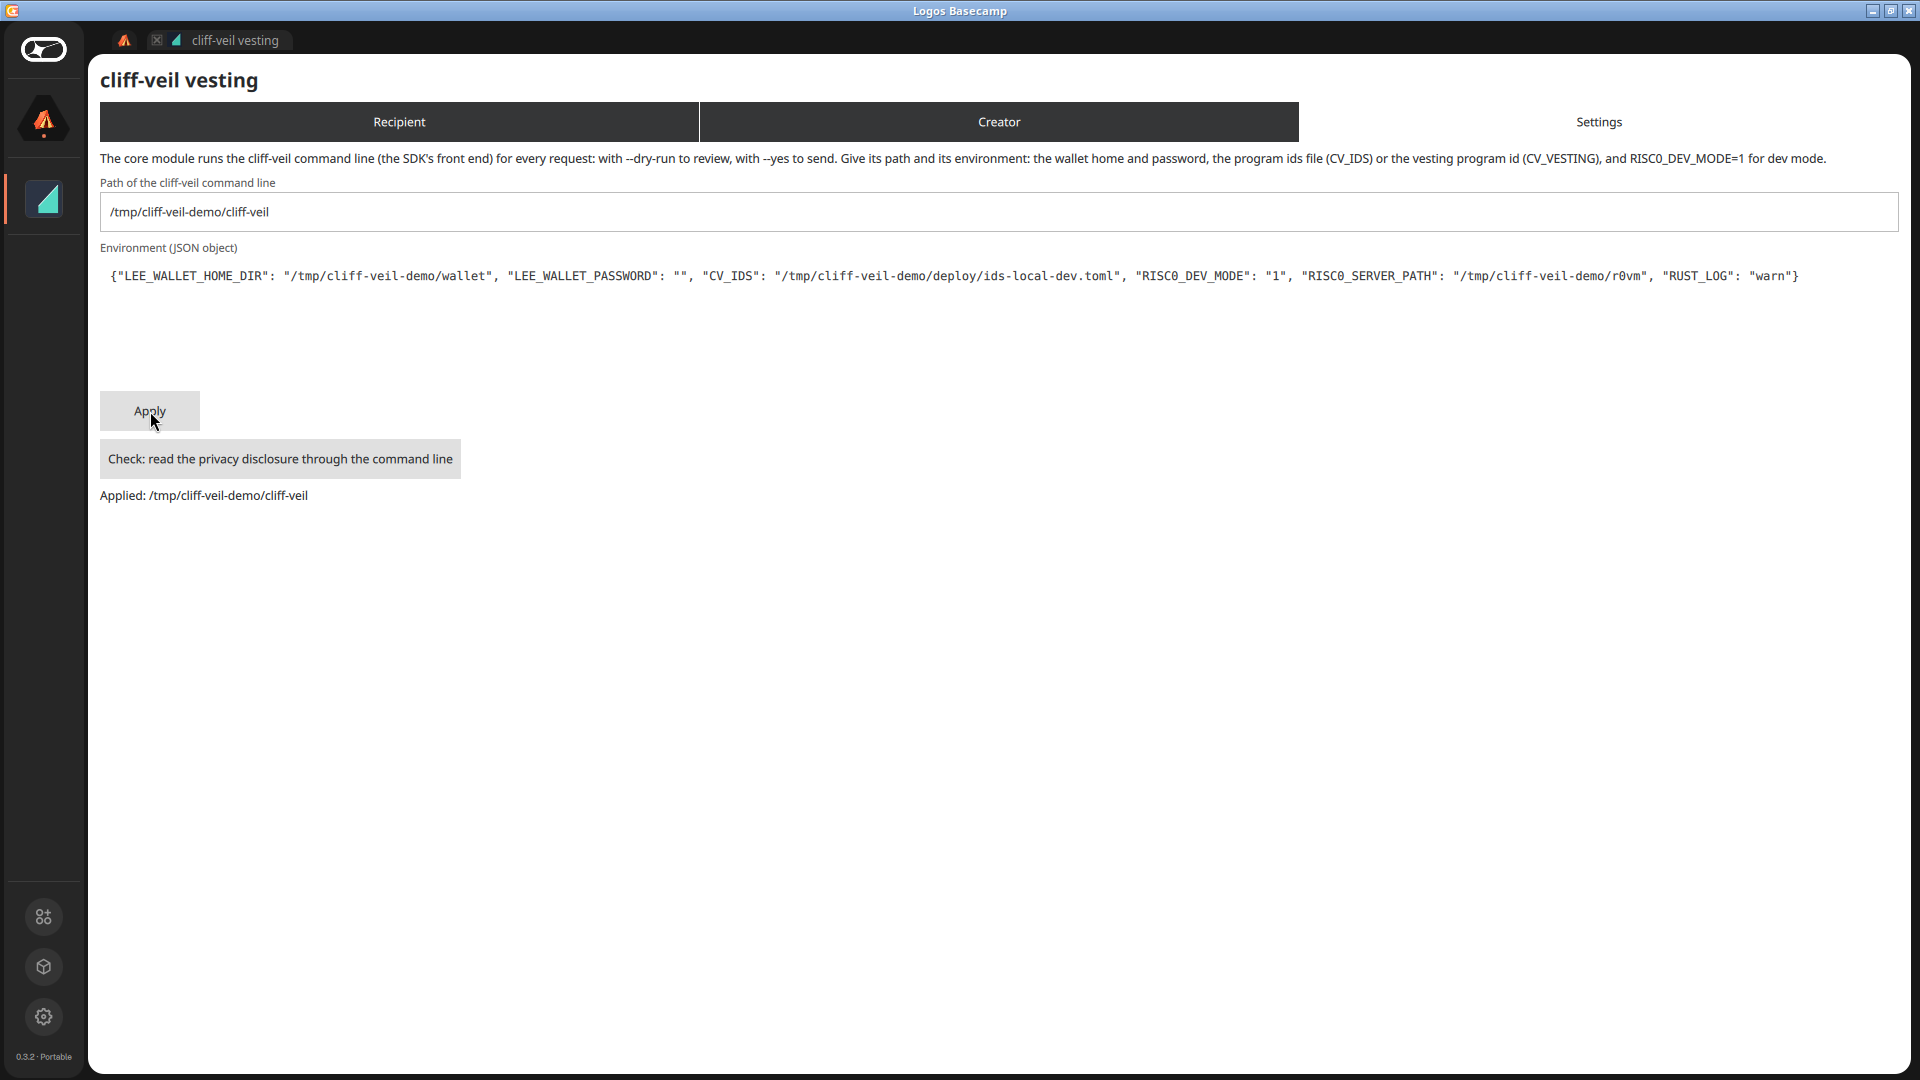 Logos Basecamp
cliff-veil vesting
cliff-veil vesting
Recipient
Creator
Settings
The core module runs the cliff-veil command line (the SDK's front end) for every request: with --dry-run to review, with --yes to send. Give its path and its environment: the wallet home and password, the program ids file (CV_IDS) or the vesting program id (CV_VESTING), and RISC0_DEV_MODE=1 for dev mode.
Path of the cliff-veil command line
/tmp/cliff-veil-demo/cliff-veil
Environment (JSON object)
{"LEE_WALLET_HOME_DIR": "/tmp/cliff-veil-demo/wallet", "LEE_WALLET_PASSWORD": "", "CV_IDS": "/tmp/cliff-veil-demo/deploy/ids-local-dev.toml", "RISC0_DEV_MODE": "1", "RISC0_SERVER_PATH": "/tmp/cliff-veil-demo/r0vm", "RUST_LOG": "warn"}
Apply
Check: read the privacy disclosure through the command line
Applied: /tmp/cliff-veil-demo/cliff-veil
0.3.2 · Portable